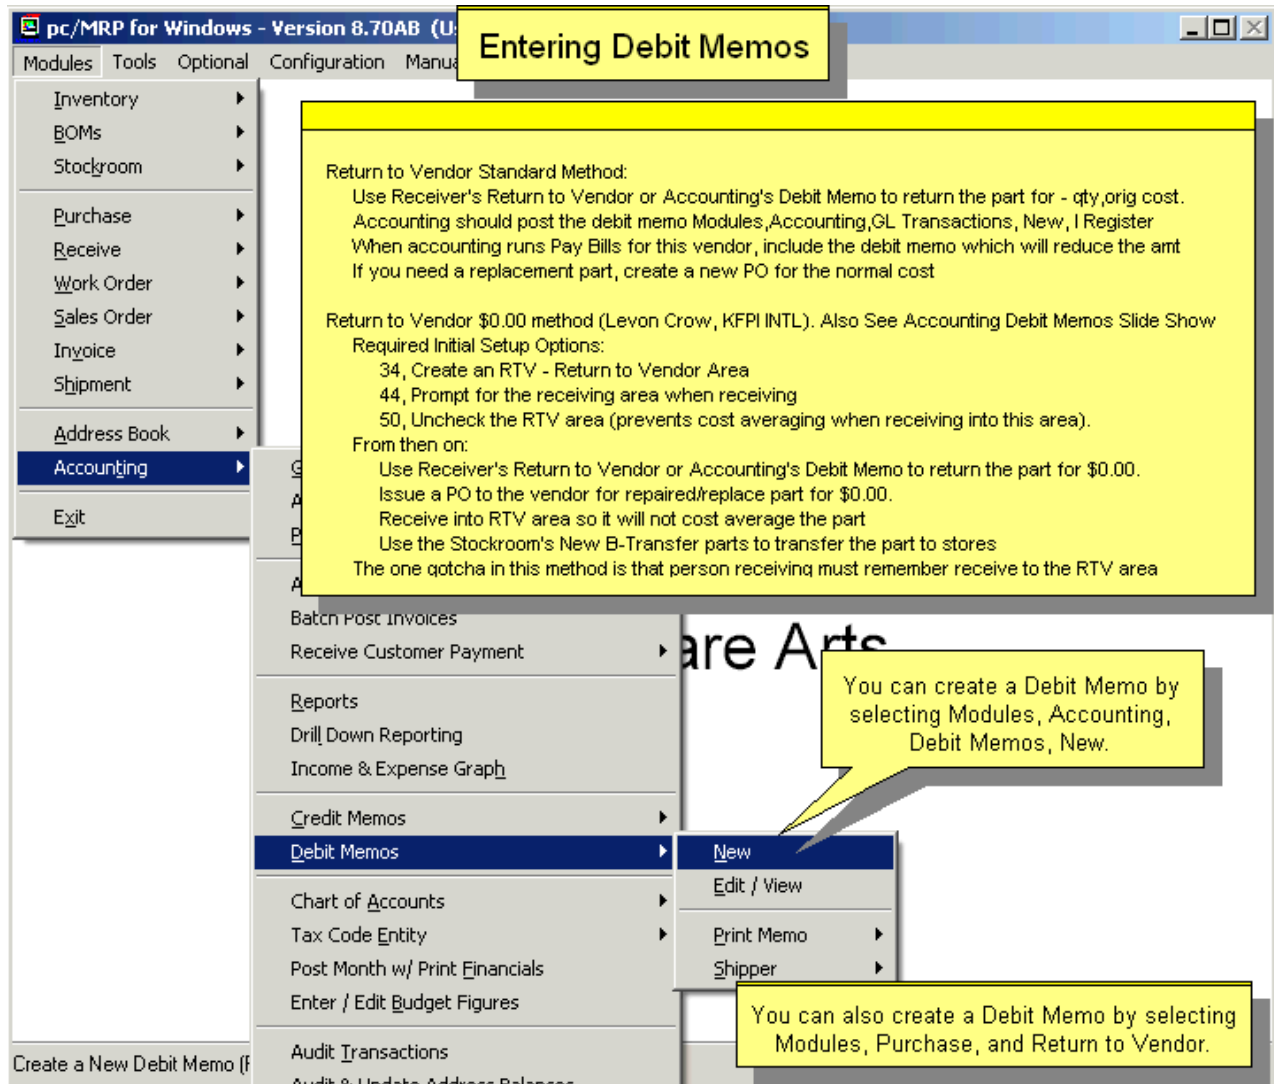 pc/MRP for Windows - Version 8.70AB (U
Entering Debit Memos
Modules Tools Optional Configuration
Inventory
BOMs
Stockroom
Purchase
Receive
Work Order
Sales Order
Invoice
Shipment
Address Book
Accounting
Exit
Return to Vendor Standard Method:
Use Receiver's Return to Vendor or Accounting's Debit Memo to return the part for - qty,orig cost.
Accounting should post the debit memo Modules,Accounting,GL Transactions, New, I Register
When accounting runs Pay Bills for this vendor, include the debit memo which will reduce the amt
If you need a replacement part, create a new PO for the normal cost
Return to Vendor $0.00 method (Levon Crow, KFPI INTL). Also See Accounting Debit Memos Slide Show
Required Initial Setup Options:
34, Create an RTV - Return to Vendor Area
44, Prompt for the receiving area when receiving
50, Uncheck the RTV area (prevents cost averaging when receiving into this area).
From then on:
Use Receiver's Return to Vendor or Accounting's Debit Memo to return the part for $0.00.
Issue a PO to the vendor for repaired/replace part for $0.00.
Receive into RTV area so it will not cost average the part
Use the Stockroom's New B-Transfer parts to transfer the part to stores
The one gotcha in this method is that person receiving must remember receive to the RTV area
Batch Post Invoices
Receive Customer Payment
Reports
Drill Down Reporting
Income & Expense Graph
Credit Memos
Debit Memos
Chart of Accounts
Tax Code Entity
Post Month w/ Print Financials
Enter / Edit Budget Figures
Audit Transactions
Audit & Update Address Balances
are Arts
You can create a Debit Memo by
selecting Modules, Accounting,
Debit Memos, New.
New
Edit / View
Print Memo
Shipper
You can also create a Debit Memo by selecting
Modules, Purchase, and Return to Vendor.
Create a New Debit Memo (